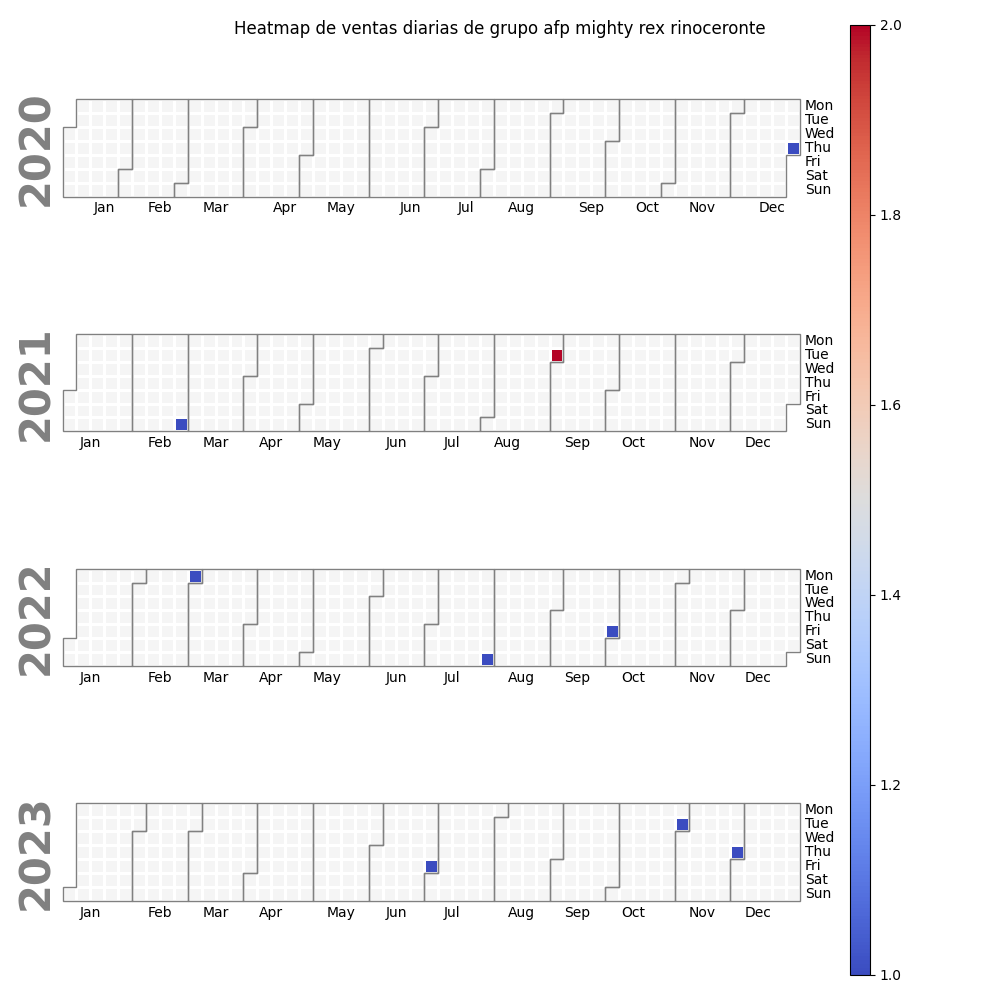 Heatmap de ventas diarias de grupo afp mighty rex rinoceronte
2020
Mon
Tue
Wed
Thu
Fri
Sat
Sun
Jan Feb Mar Apr May Jun Jul Aug Sep Oct Nov Dec
2021
Mon
Tue
Wed
Thu
Fri
Sat
Sun
Jan Feb Mar Apr May Jun Jul Aug Sep Oct Nov Dec
2022
Mon
Tue
Wed
Thu
Fri
Sat
Sun
Jan Feb Mar Apr May Jun Jul Aug Sep Oct Nov Dec
2023
Mon
Tue
Wed
Thu
Fri
Sat
Sun
Jan Feb Mar Apr May Jun Jul Aug Sep Oct Nov Dec
2.0
1.8
1.6
1.4
1.2
1.0